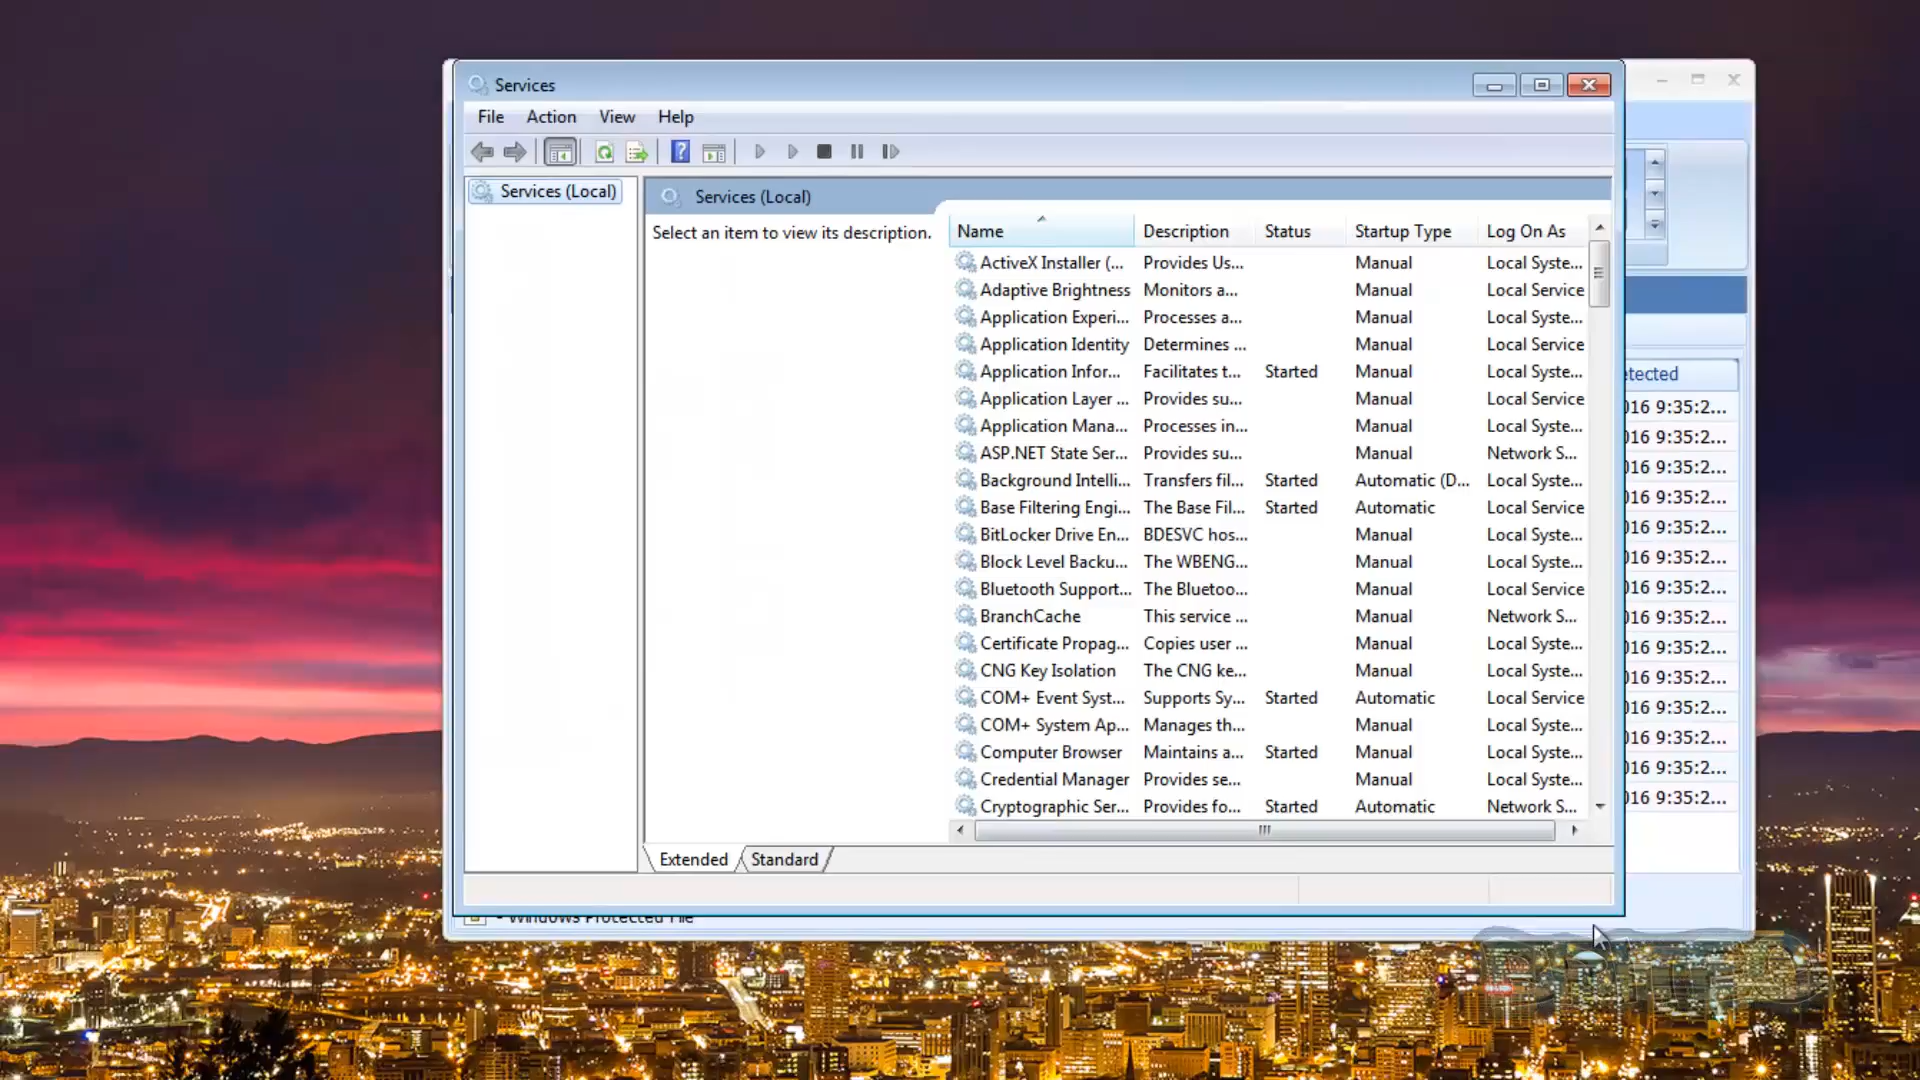 Services
File Action View Help
Services (Local)
Services (Local)
Select an item to view its description.
Name Description Status Startup Type Log On As
ActiveX Installer (... Provides Us... Manual Local Syste...
Adaptive Brightness Monitors a... Manual Local Service
Application Experi... Processes a... Manual Local Syste...
Application Identity Determines ... Manual Local Service
Application Infor... Facilitates t... Started Manual Local Syste...
Application Layer ... Provides su... Manual Local Service
Application Mana... Processes in... Manual Local Syste...
ASP.NET State Ser... Provides su... Manual Network S...
Background Intelli... Transfers fil... Started Automatic (D... Local Syste...
Base Filtering Engi... The Base Fil... Started Automatic Local Service
BitLocker Drive En... BDESVC hos... Manual Local Syste...
Block Level Backu... The WBENG... Manual Local Syste...
Bluetooth Support... The Bluetoo... Manual Local Service
BranchCache This service ... Manual Network S...
Certificate Propag... Copies user ... Manual Local Syste...
CNG Key Isolation The CNG ke... Manual Local Syste...
COM+ Event Syst... Supports Sy... Started Automatic Local Service
COM+ System Ap... Manages th... Manual Local Syste...
Computer Browser Maintains a... Started Manual Local Syste...
Credential Manager Provides se... Manual Local Syste...
Cryptographic Ser... Provides fo... Started Automatic Network S...
Extended Standard
etected
016 9:35:2...
016 9:35:2...
016 9:35:2...
016 9:35:2...
016 9:35:2...
016 9:35:2...
016 9:35:2...
016 9:35:2...
016 9:35:2...
016 9:35:2...
016 9:35:2...
016 9:35:2...
016 9:35:2...
016 9:35:2...
- Windows Protected File